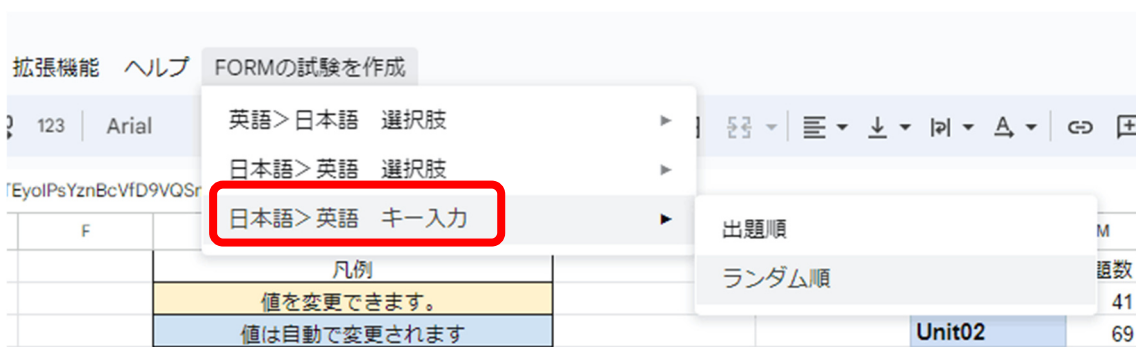 拡張機能 ヘルプ FORMの試験を作成
123 Arial
英語>日本語 選択肢
日本語>英語 選択肢
日本語>英語 キー入力
出題順
ランダム順
F
M
凡例
題数
値を変更できます。
41
値は自動で変更されます
Unit02
69